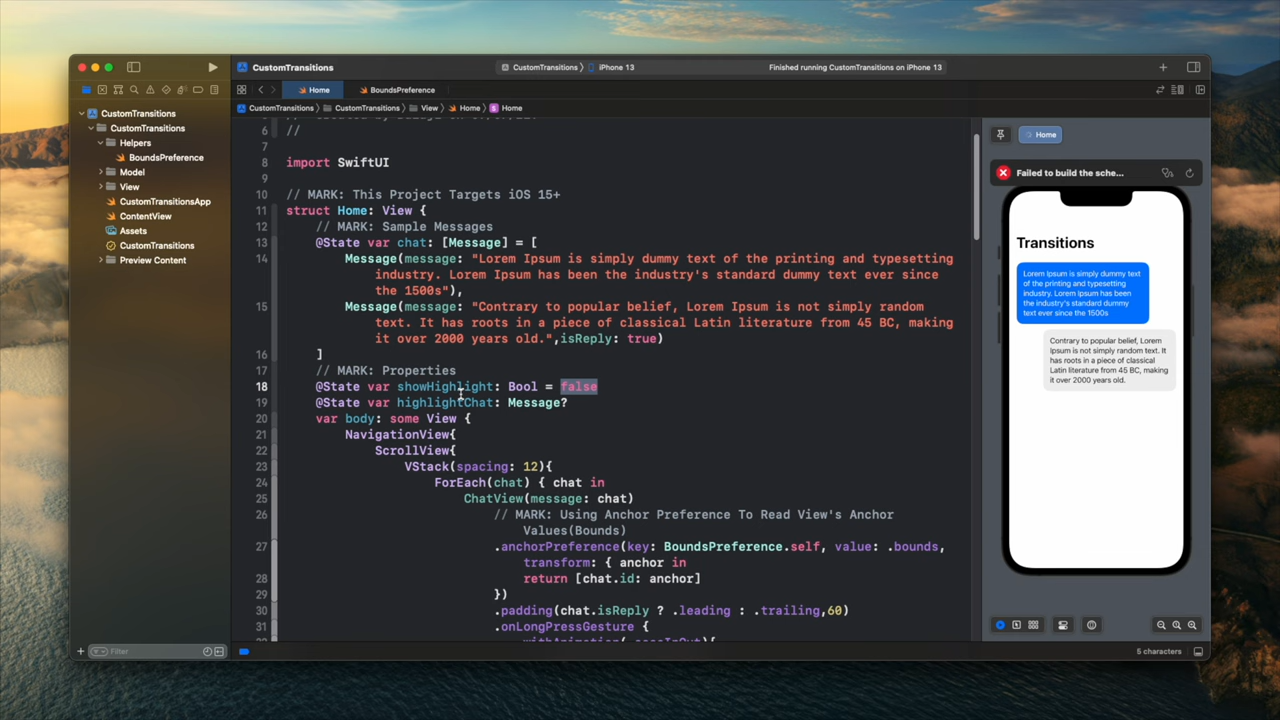 CustomTransitions
CustomTransitions
iPhone 13
Finished running CustomTransitions on iPhone 13
Home
BoundsPreference
CustomTransitions
CustomTransitions
View
Home
Home
CustomTransitions
CustomTransitions
Helpers
BoundsPreference
Model
View
CustomTransitionsApp
ContentView
Assets
CustomTransitions
Preview Content
Filter
6 //
7
8 import SwiftUI
9
10 // MARK: This Project Targets iOS 15+
11 struct Home: View {
12 // MARK: Sample Messages
13 @State var chat: [Message] = [
14 Message(message: "Lorem Ipsum is simply dummy text of the printing and typesetting
industry. Lorem Ipsum has been the industry's standard dummy text ever since
the 1500s"),
15 Message(message: "Contrary to popular belief, Lorem Ipsum is not simply random
text. It has roots in a piece of classical Latin literature from 45 BC, making
it over 2000 years old.",isReply: true)
16 ]
17 // MARK: Properties
18 @State var showHighlight: Bool = false
19 @State var highlightChat: Message?
20 var body: some View {
21 NavigationView{
22 ScrollView{
23 VStack(spacing: 12){
24 ForEach(chat) { chat in
25 ChatView(message: chat)
26 // MARK: Using Anchor Preference To Read View's Anchor
Values(Bounds)
27 .anchorPreference(key: BoundsPreference.self, value: .bounds,
transform: { anchor in
28 return [chat.id: anchor]
29 })
30 .padding(chat.isReply ? .leading : .trailing,60)
31 .onLongPressGesture {
Home
Failed to build the sche...
Transitions
Lorem Ipsum is simply dummy text
of the printing and typesetting
industry. Lorem Ipsum has been
the industry's standard dummy
text ever since the 1500s
Contrary to popular belief, Lorem
Ipsum is not simply random text. It
has roots in a piece of classical
Latin literature from 45 BC, making
it over 2000 years old.
5 characters